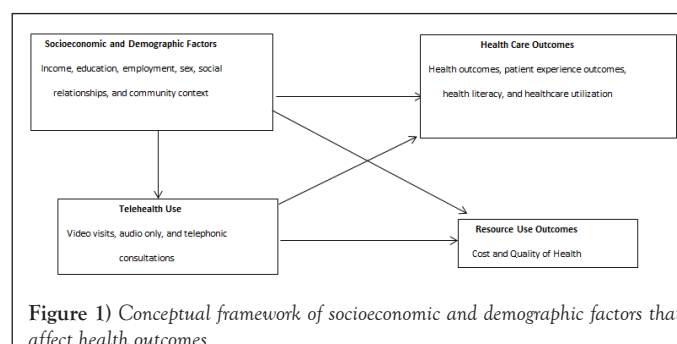 Socioeconomic and Demographic Factors
Income, education, employment, sex, social
relationships, and community context
Health Care Outcomes
Health outcomes, patient experience outcomes,
health literacy, and healthcare utilization
Telehealth Use
Video visits, audio only, and telephonic
consultations
Resource Use Outcomes
Cost and Quality of Health
Figure 1) Conceptual framework of socioeconomic and demographic factors that
affect health outcomes